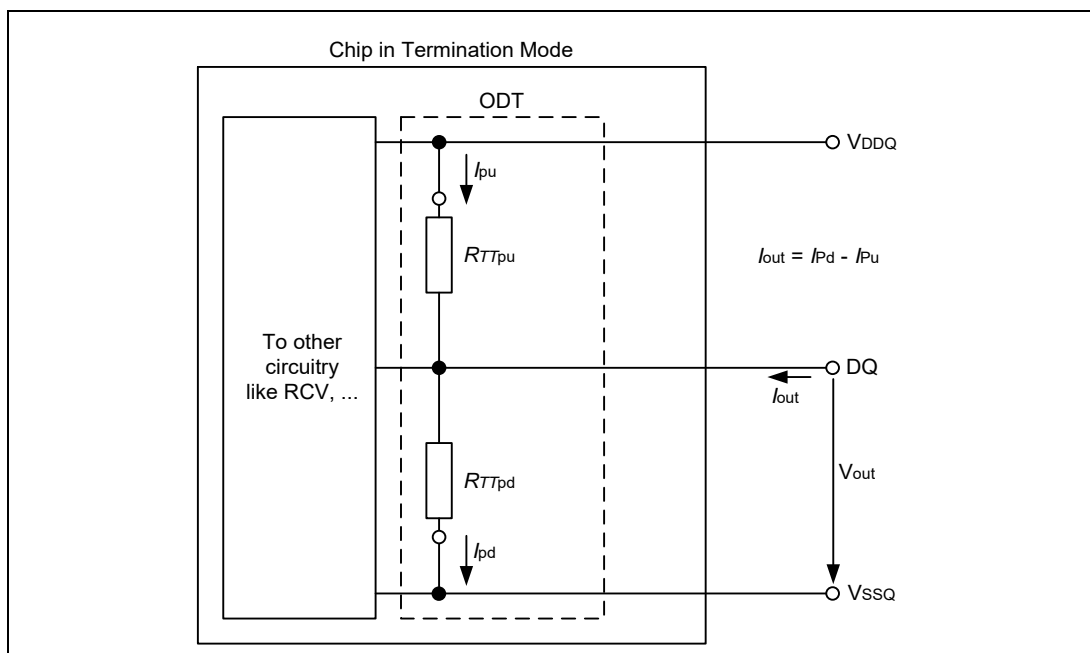 Chip in Termination Mode
ODT
VDDQ
Ipu
RTTpu
Iout = IPd - IPu
To other
circuitry
like RCV, ...
DQ
Iout
RTTpd
Vout
Ipd
VSSQ